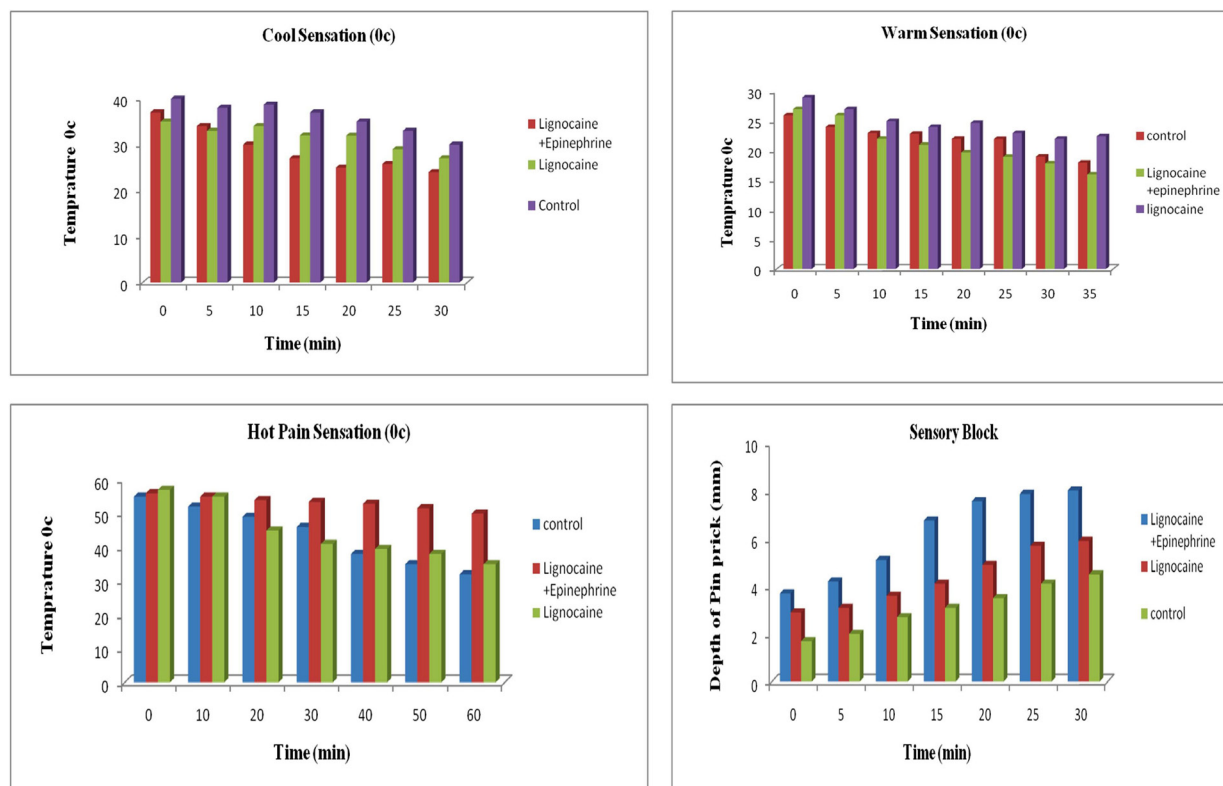 Cool Sensation (0c)
Temprature 0c
40
30
20
10
0
0 5 10 15 20 25 30
Time (min)
Lignocaine
+Epinephrine
Lignocaine
Control
Warm Sensation (0c)
Temprature 0c
30
25
20
15
10
5
0
0 5 10 15 20 25 30 35
Time (min)
control
Lignocaine
+epinephrine
lignocaine
Hot Pain Sensation (0c)
Temprature 0c
60
50
40
30
20
10
0
0 10 20 30 40 50 60
Time (min)
control
Lignocaine
+Epinephrine
Lignocaine
Sensory Block
Depth of Pin prick (mm)
10
8
6
4
2
0
0 5 10 15 20 25 30
Time (min)
Lignocaine
+Epinephrine
Lignocaine
control